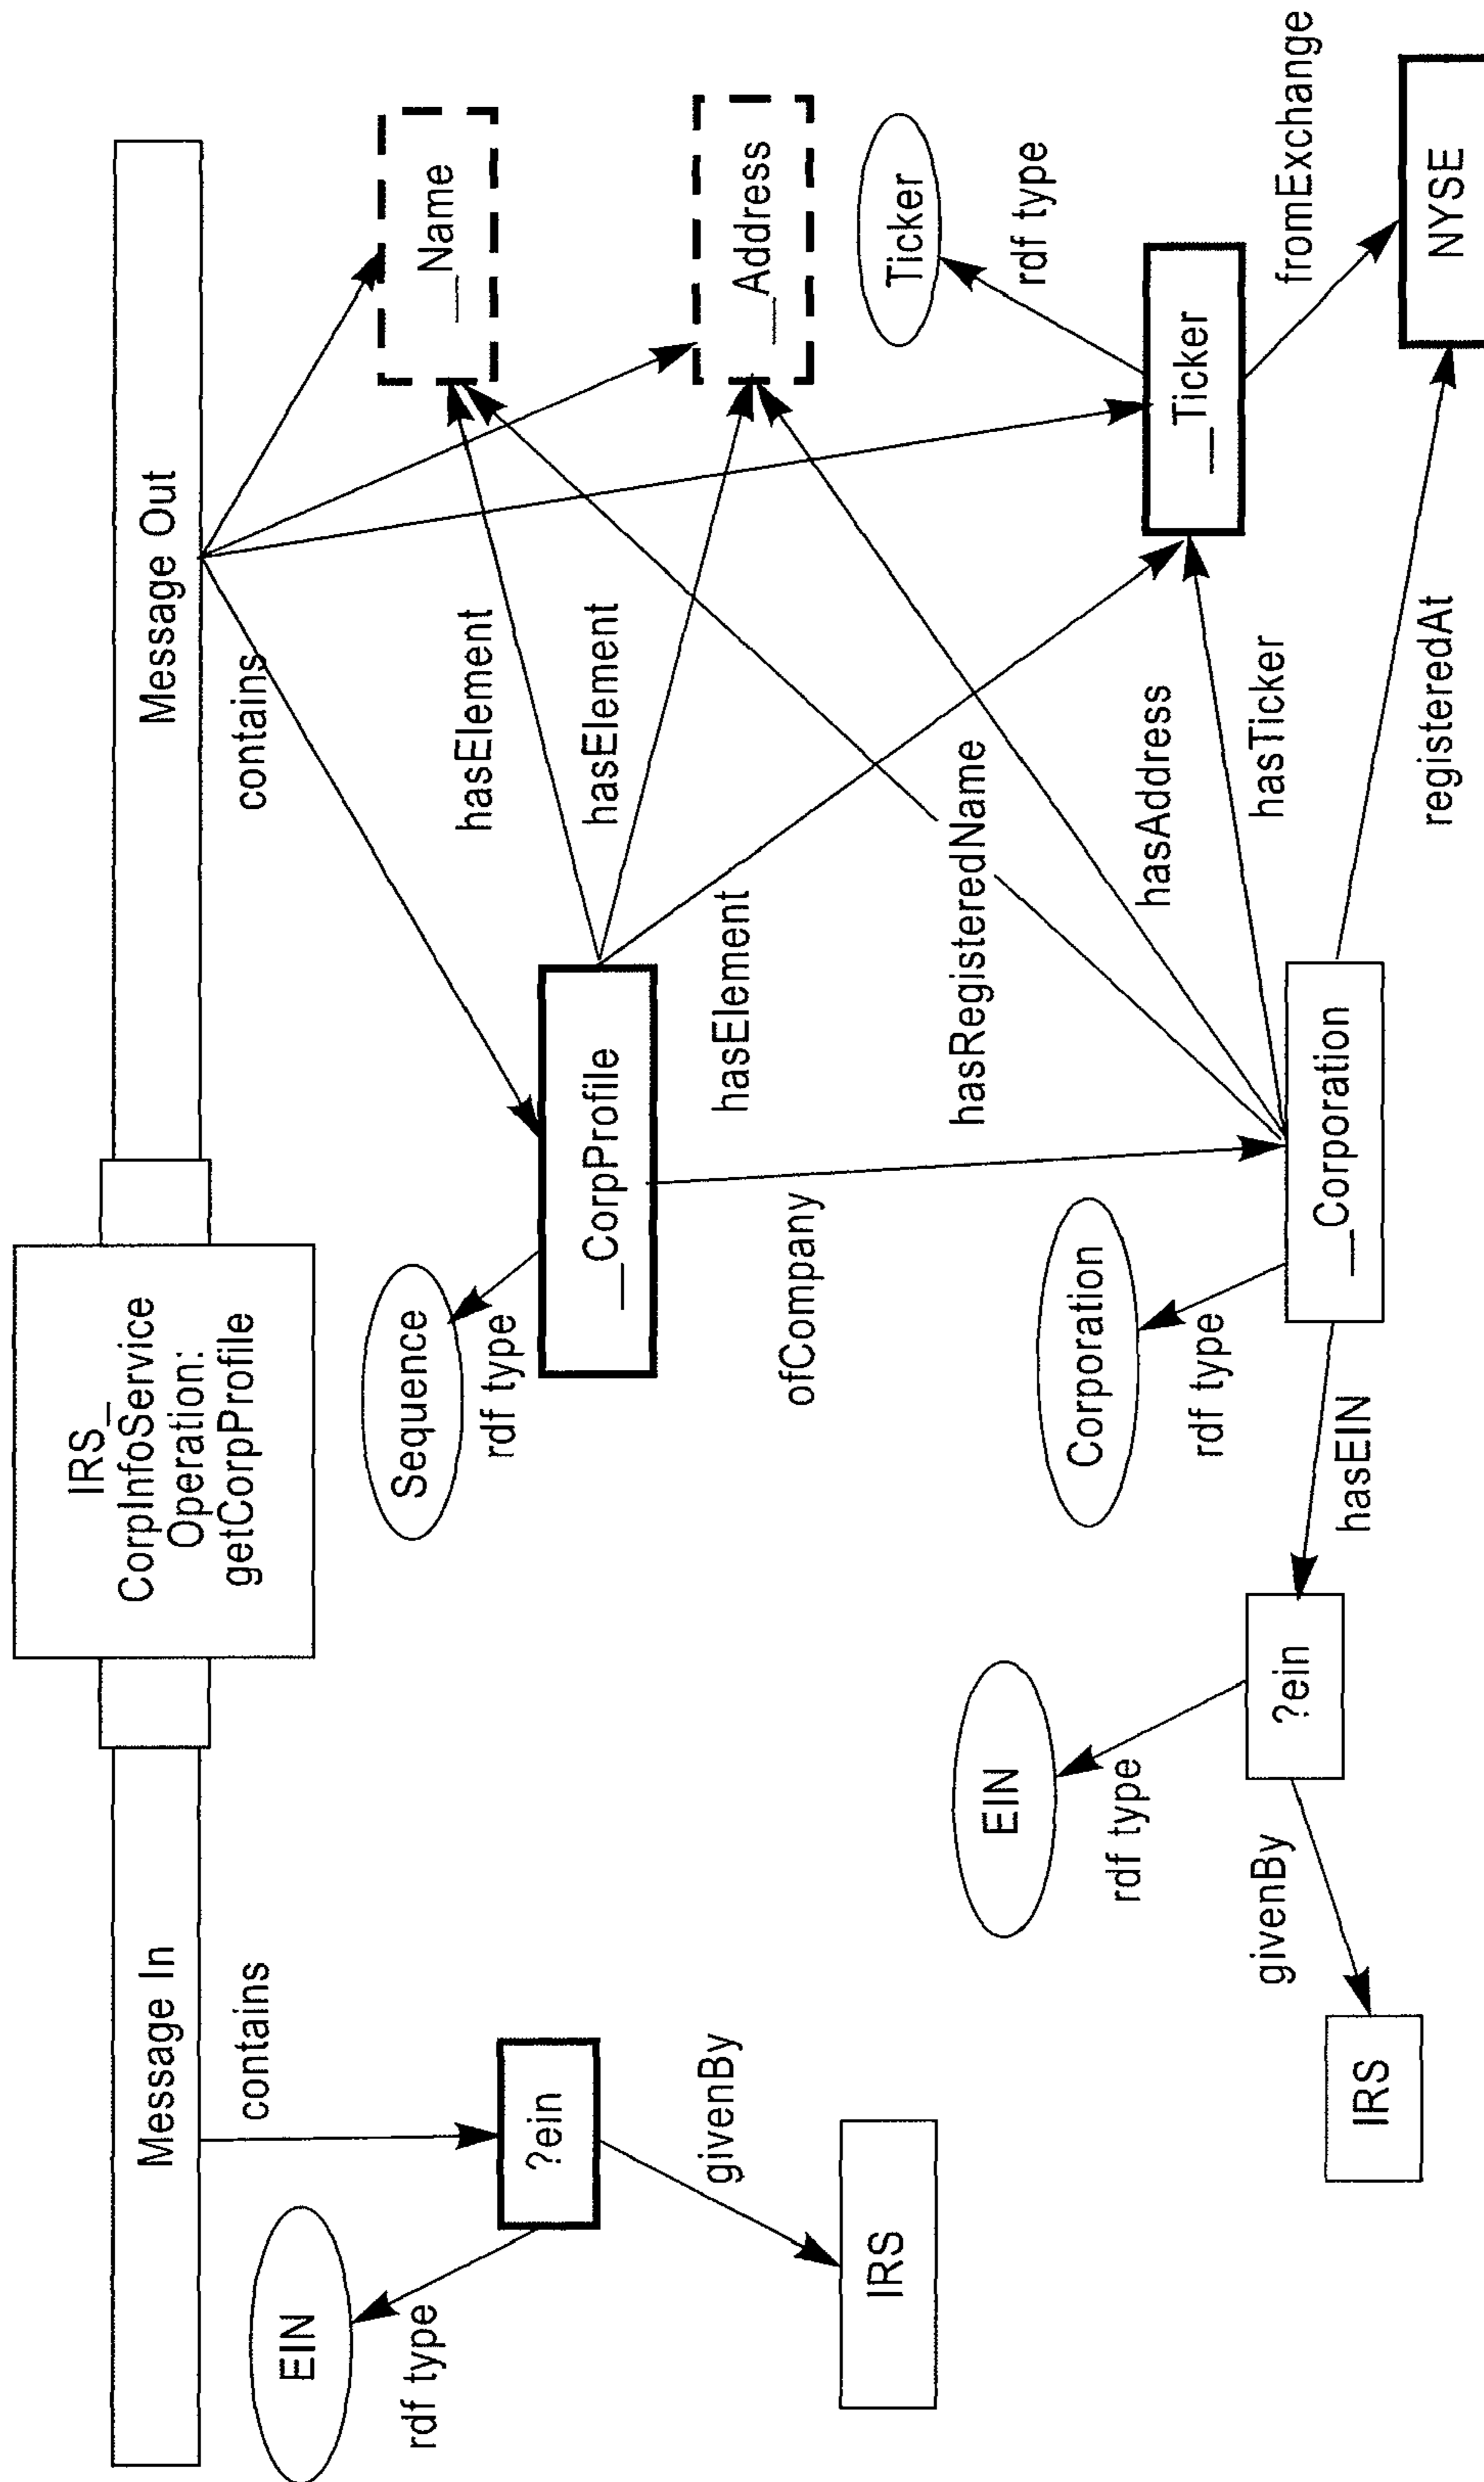 Message In
IRS_
CorpInfoService
Operation:
getCorpProfile
Message Out
contains
contains
EIN
rdf type
?ein
givenBy
IRS
Sequence
rdf type
__CorpProfile
hasElement
hasElement
hasElement
__Name
__Address
Ticker
rdf type
__Ticker
fromExchange
NYSE
ofCompany
hasRegisteredName
hasAddress
hasTicker
registeredAt
Corporation
rdf type
__Corporation
hasEIN
EIN
rdf type
?ein
givenBy
IRS